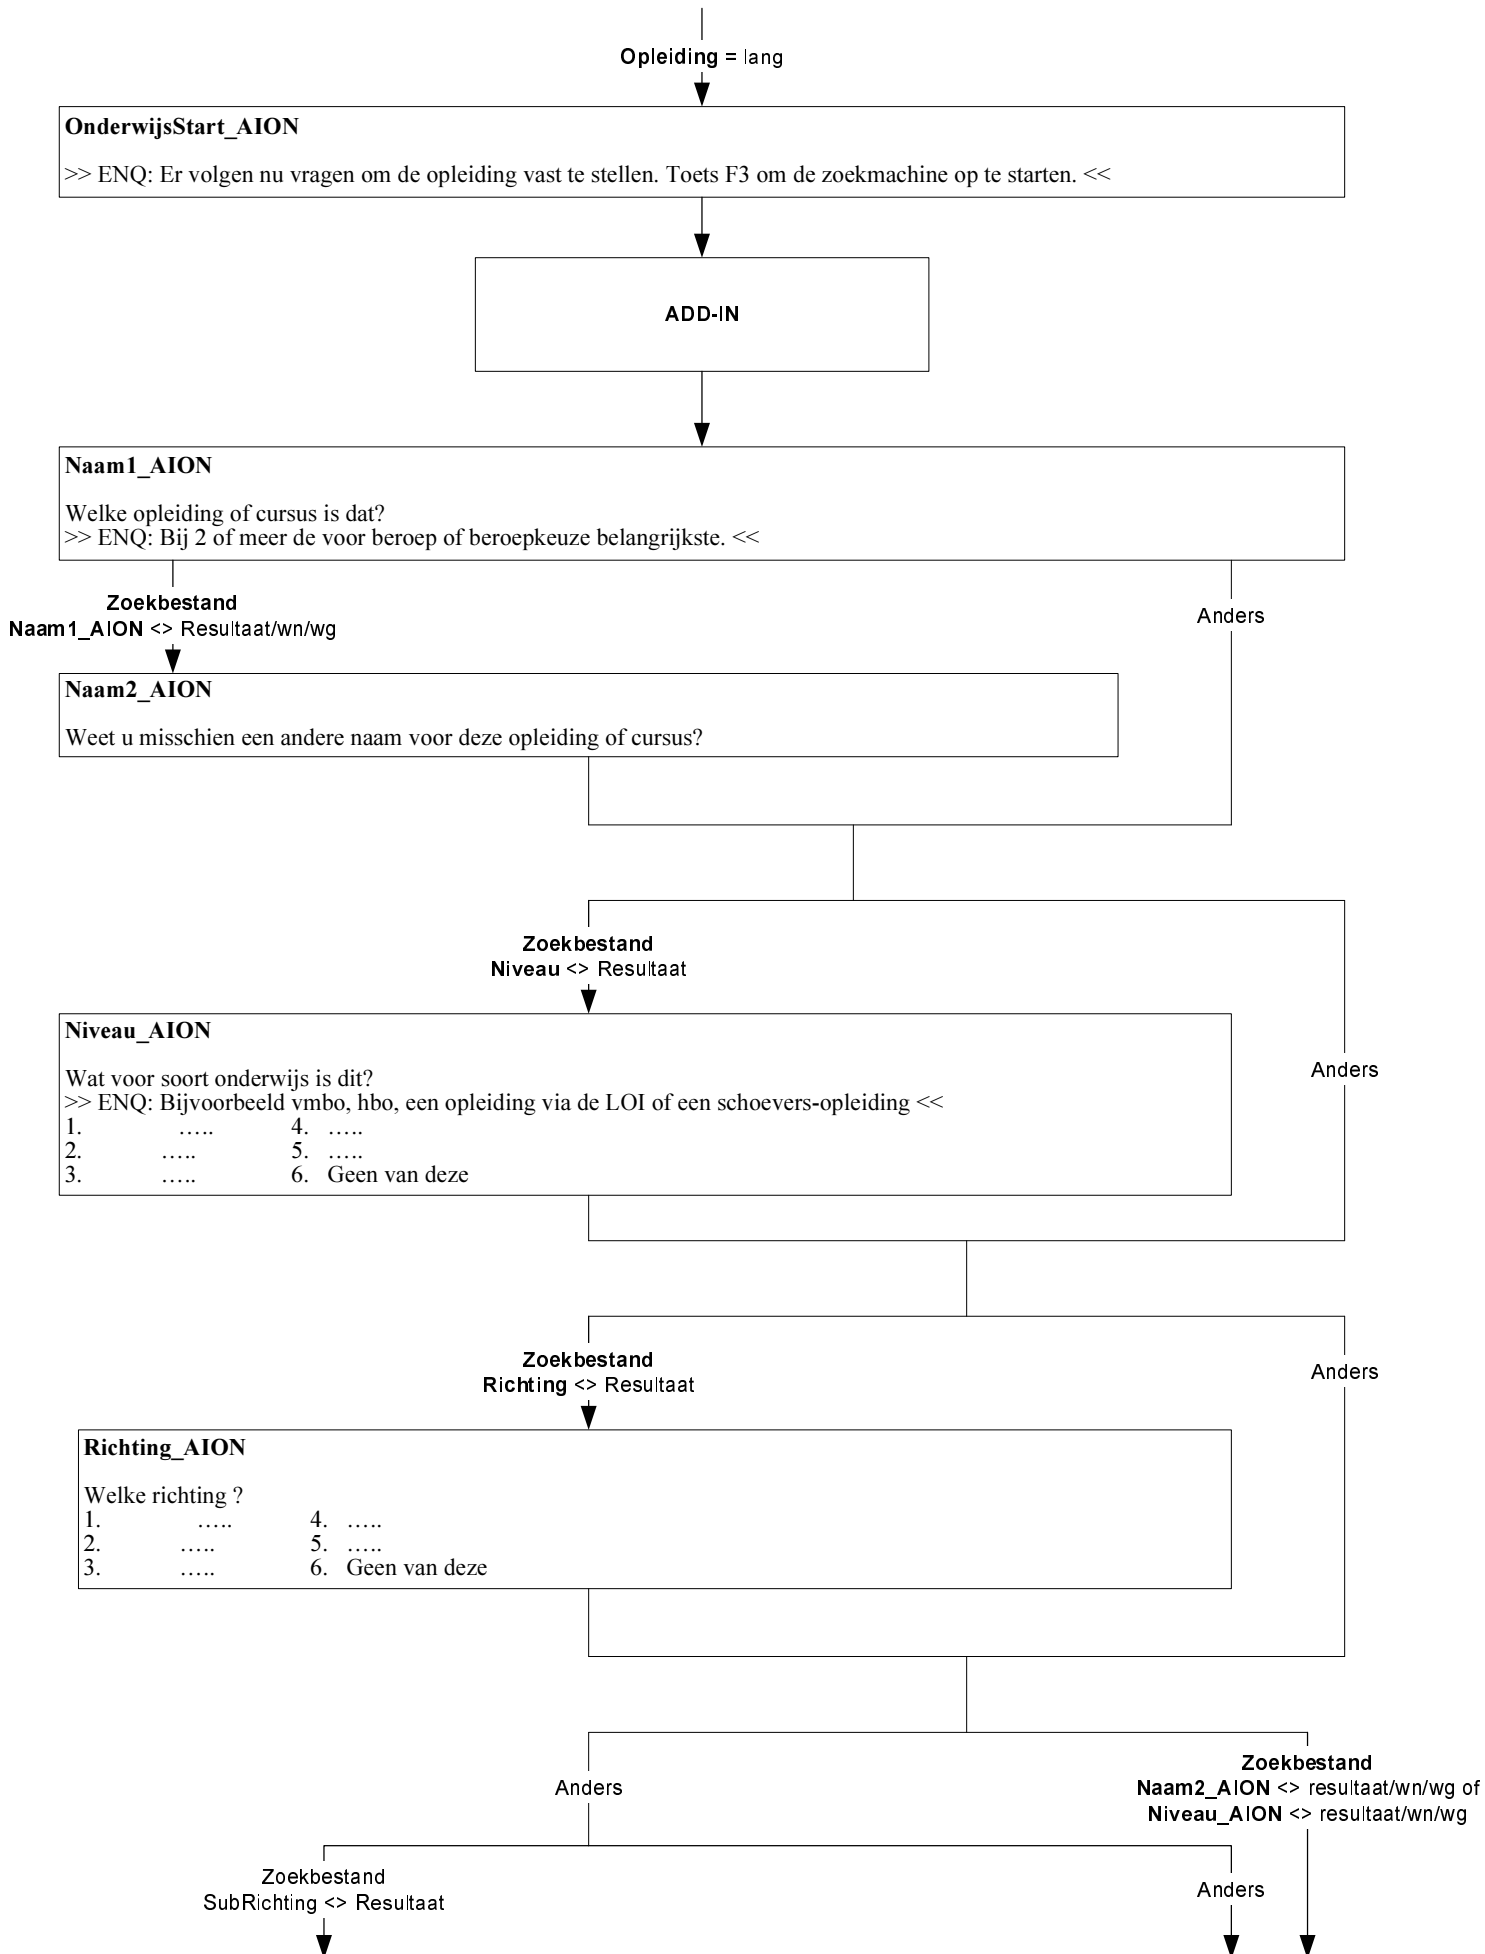 Opleiding = lang
OnderwijsStart_AION
>> ENQ: Er volgen nu vragen om de opleiding vast te stellen. Toets F3 om de zoekmachine op te starten. <<
ADD-IN
Naam1_AION
Welke opleiding of cursus is dat?
>> ENQ: Bij 2 of meer de voor beroep of beroepkeuze belangrijkste. <<
Zoekbestand
Naam1_AION <> Resultaat/wn/wg
Anders
Naam2_AION
Weet u misschien een andere naam voor deze opleiding of cursus?
Zoekbestand
Niveau <> Resultaat
Anders
Niveau_AION
Wat voor soort onderwijs is dit?
>> ENQ: Bijvoorbeeld vmbo, hbo, een opleiding via de LOI of een schoevers-opleiding <<
1. ….. 4. …..
2. ….. 5. …..
3. ….. 6. Geen van deze
Zoekbestand
Richting <> Resultaat
Anders
Richting_AION
Welke richting ?
1. ….. 4. …..
2. ….. 5. …..
3. ….. 6. Geen van deze
Anders
Zoekbestand
Naam2_AION <> resultaat/wn/wg of
Niveau_AION <> resultaat/wn/wg
Zoekbestand
SubRichting <> Resultaat
Anders